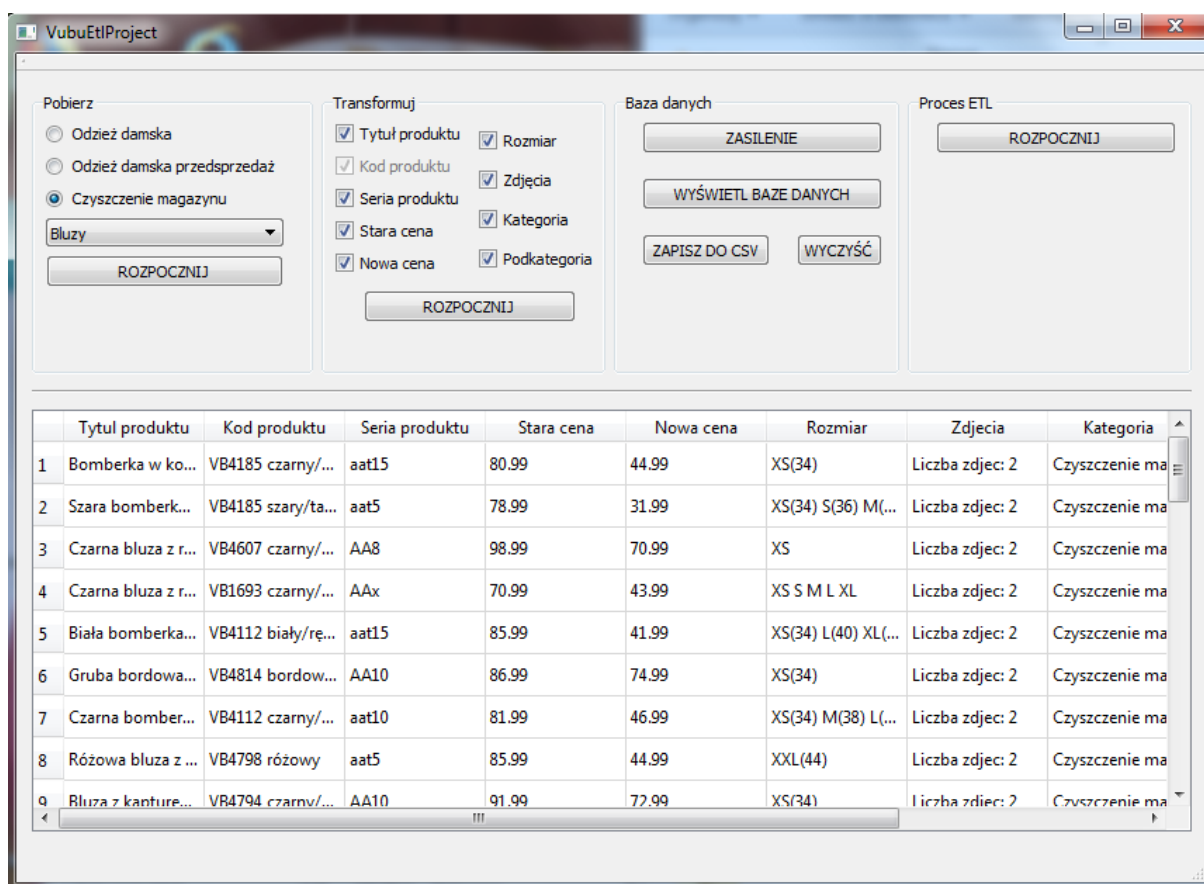 VubuEtlProject
Pobierz
Odzież damska
Odzież damska przedsprzedaż
Czyszczenie magazynu
Bluzy
ROZPOCZNIJ
Transformuj
Tytuł produktu
Kod produktu
Seria produktu
Stara cena
Nowa cena
Rozmiar
Zdjęcia
Kategoria
Podkategoria
ROZPOCZNIJ
Baza danych
ZASILENIE
WYŚWIETL BAZE DANYCH
ZAPISZ DO CSV WYCZYŚĆ
Proces ETL
ROZPOCZNIJ
Tytul produktu Kod produktu Seria produktu Stara cena Nowa cena Rozmiar Zdjecia Kategoria
1 Bomberka w ko... VB4185 czarny/... aat15 80.99 44.99 XS(34) Liczba zdjec: 2 Czyszczenie ma
2 Szara bomberk... VB4185 szary/ta... aat5 78.99 31.99 XS(34) S(36) M(... Liczba zdjec: 2 Czyszczenie ma
3 Czarna bluza z r... VB4607 czarny/... AA8 98.99 70.99 XS Liczba zdjec: 2 Czyszczenie ma
4 Czarna bluza z r... VB1693 czarny/... AAx 70.99 43.99 XS S M L XL Liczba zdjec: 2 Czyszczenie ma
5 Biała bomberka... VB4112 biały/rę... aat15 85.99 41.99 XS(34) L(40) XL(... Liczba zdjec: 2 Czyszczenie ma
6 Gruba bordowa... VB4814 bordow... AA10 86.99 74.99 XS(34) Liczba zdjec: 2 Czyszczenie ma
7 Czarna bomber... VB4112 czarny/... aat10 81.99 46.99 XS(34) M(38) L(... Liczba zdjec: 2 Czyszczenie ma
8 Różowa bluza z ... VB4798 różowy aat5 85.99 44.99 XXL(44) Liczba zdjec: 2 Czyszczenie ma
9 Bluza z kapture... VB4794 czarny/... AA10 91.99 72.99 XS(34) Liczba zdjec: 2 Czyszczenie ma